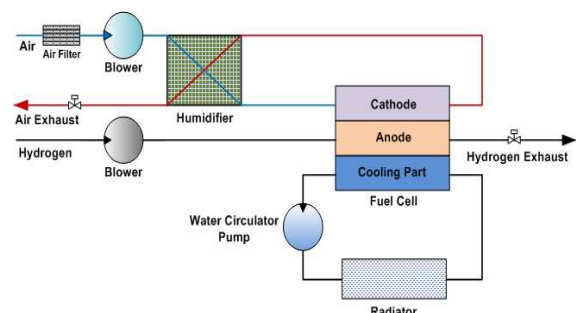 Air
Air Filter
Blower
Air Exhaust
Humidifier
Cathode
Hydrogen
Blower
Anode
Hydrogen Exhaust
Cooling Part
Fuel Cell
Water Circulator
Pump
Radiator